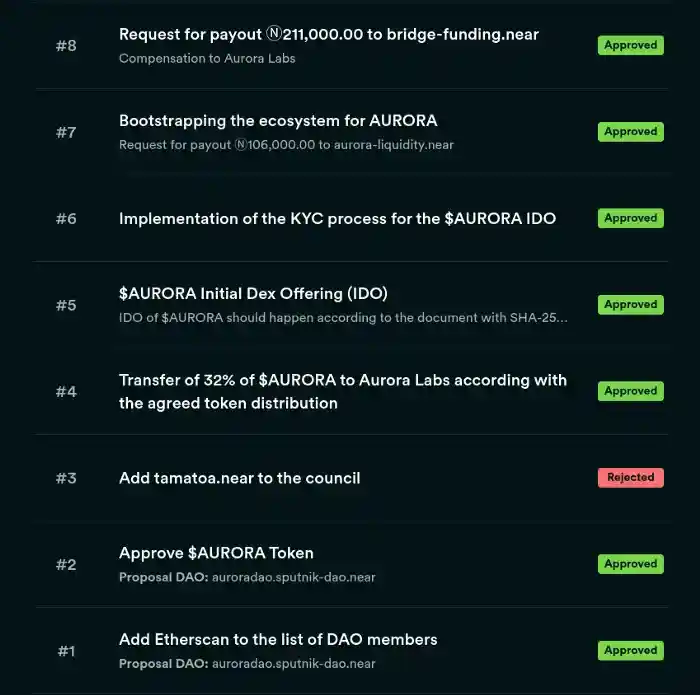 #8
Request for payout Ⓝ211,000.00 to bridge-funding.near
Approved
Compensation to Aurora Labs
#7
Bootstrapping the ecosystem for AURORA
Approved
Request for payout Ⓝ106,000.00 to aurora-liquidity.near
#6
Implementation of the KYC process for the $AURORA IDO
Approved
#5
$AURORA Initial Dex Offering (IDO)
Approved
IDO of $AURORA should happen according to the document with SHA-25...
#4
Transfer of 32% of $AURORA to Aurora Labs according with
the agreed token distribution
Approved
#3
Add tamatoa.near to the council
Rejected
#2
Approve $AURORA Token
Approved
Proposal DAO: auroradao.sputnik-dao.near
#1
Add Etherscan to the list of DAO members
Approved
Proposal DAO: auroradao.sputnik-dao.near